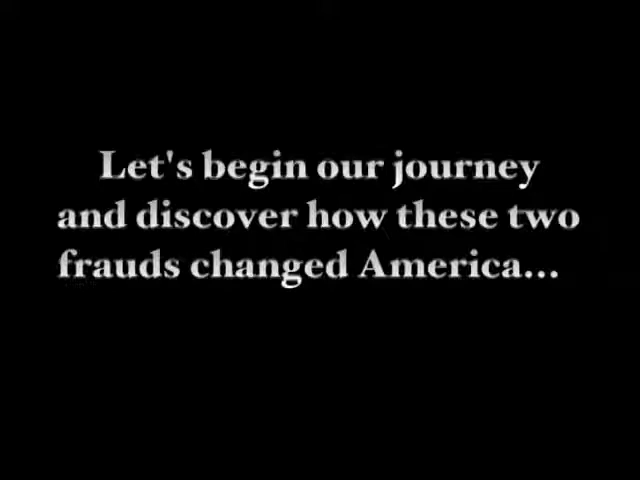 Let's begin our journey
and discover how these two
frauds changed America...